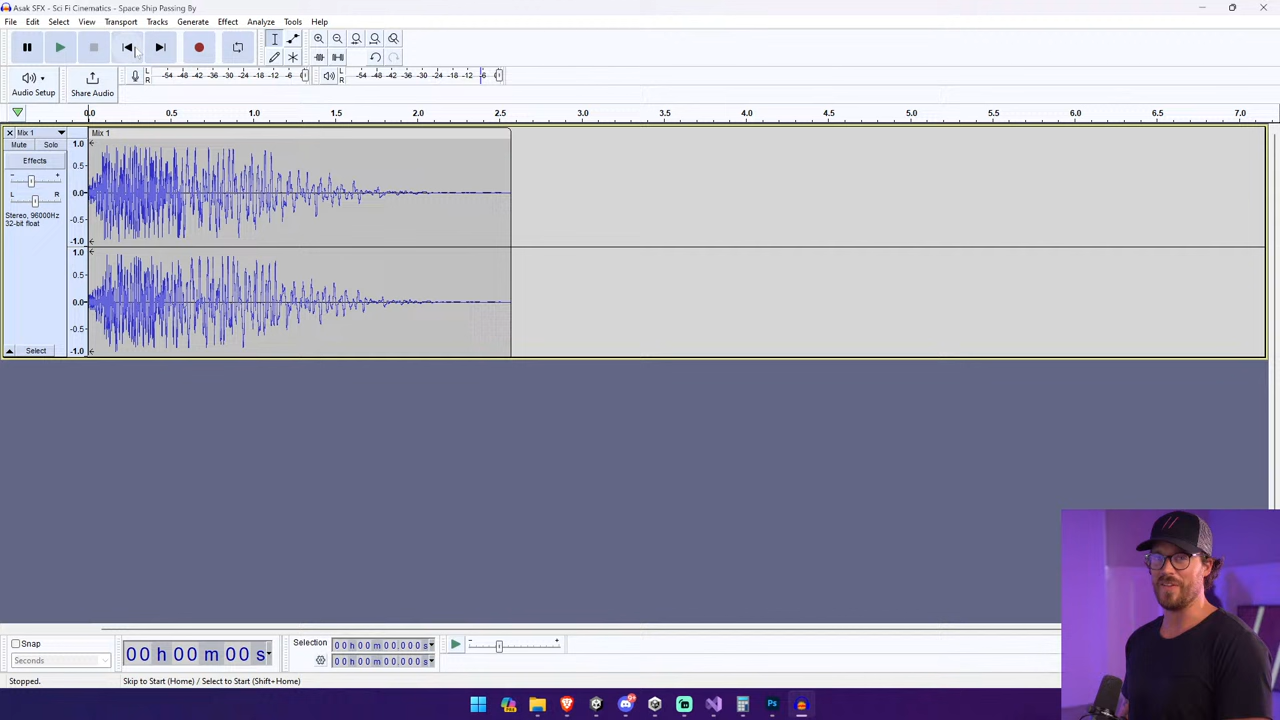 Asak SFX - Sci Fi Cinematics - Space Ship Passing By
File Edit Select View Transport Tracks Generate Effect Analyze Tools Help
L R -54 -48 -42 -36 -30 -24 -18 -12 -6 0
L R -54 -48 -42 -36 -30 -24 -18 -12 -6 0
Audio Setup Share Audio
0.0 0.5 1.0 1.5 2.0 2.5 3.0 3.5 4.0 4.5 5.0 5.5 6.0 6.5 7.0
Mix 1 Mix 1
Mute Solo
Effects
- +
L R
Stereo, 96000Hz
32-bit float
1.0
0.5
0.0
-0.5
-1.0
1.0
0.5
0.0
-0.5
-1.0
Select
Snap
Seconds
00 h 00 m 00 s
Selection
00 h 00 m 00.000 s
00 h 00 m 00.000 s
- +
Stopped. Skip to Start (Home) / Select to Start (Shift+Home)